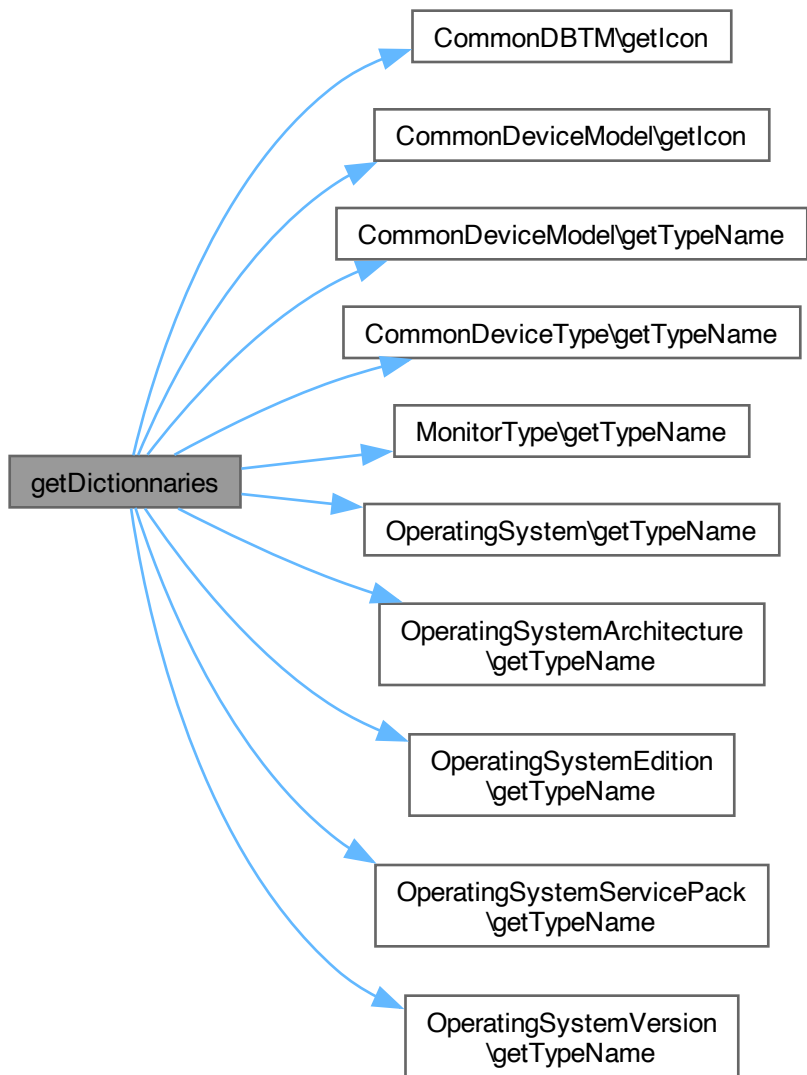 CommonDBTM\getIcon
CommonDeviceModel\getIcon
CommonDeviceModel\getTypeName
CommonDeviceType\getTypeName
MonitorType\getTypeName
getDictionnaries
OperatingSystem\getTypeName
OperatingSystemArchitecture
\getTypeName
OperatingSystemEdition
\getTypeName
OperatingSystemServicePack
\getTypeName
OperatingSystemVersion
\getTypeName